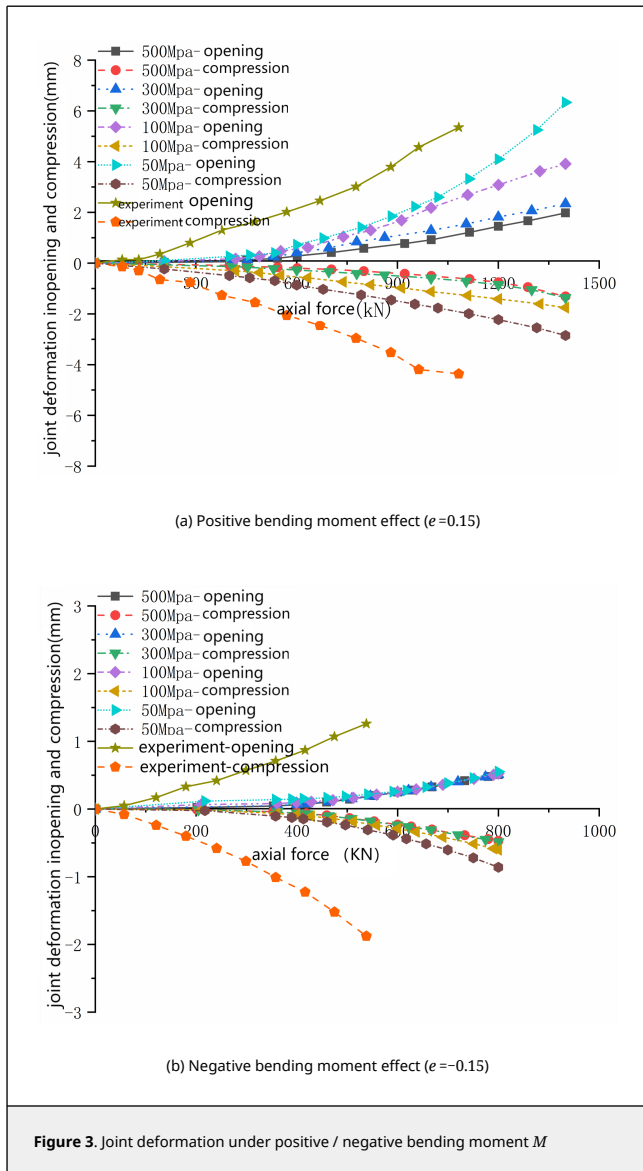 8
6
4
2
0
-2
-4
-6
-8
joint deformation inopening and compression(mm)
500Mpa-opening
500Mpa-compression
300Mpa-opening
300Mpa-compression
100Mpa-opening
100Mpa-compression
50Mpa-opening
50Mpa-compression
experiment opening
experiment compression
300 600 900 1200 1500
axial force(kN)
(a) Positive bending moment effect (e=0.15)
3
2
1
0
-1
-2
-3
joint deformation inopening and compression(mm)
500Mpa-opening
500Mpa-compression
300Mpa-opening
300Mpa-compression
100Mpa-opening
100Mpa-compression
50Mpa-opening
50Mpa-compression
experiment-opening
experiment-compression
0 200 400 600 800 1000
axial force (KN)
(b) Negative bending moment effect (e=−0.15)
Figure 3. Joint deformation under positive / negative bending moment M